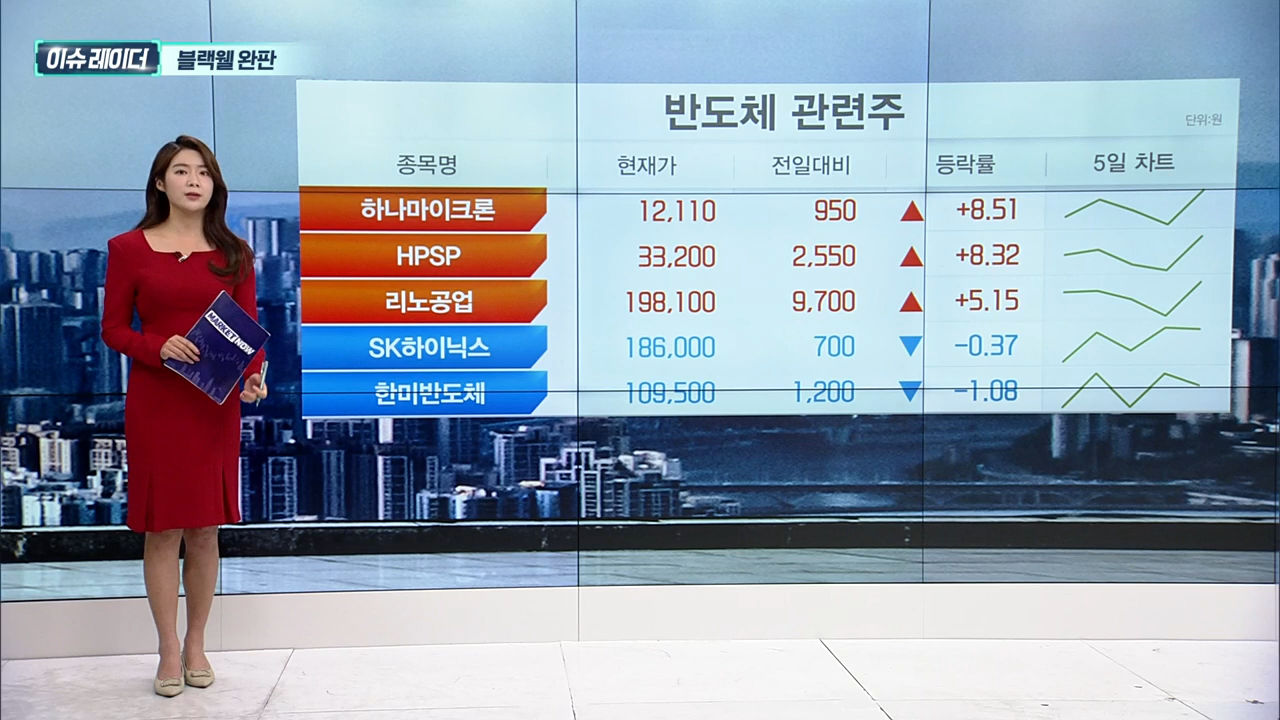 이슈 레이더 블랙웰 완판
반도체 관련주
단위:원
종목명 현재가 전일대비 등락률 5일 차트
하나마이크론 12,110 950 ▲ +8.51
HPSP 33,200 2,550 ▲ +8.32
리노공업 198,100 9,700 ▲ +5.15
SK하이닉스 186,000 700 ▼ -0.37
한미반도체 109,500 1,200 ▼ -1.08
MARKET NOW